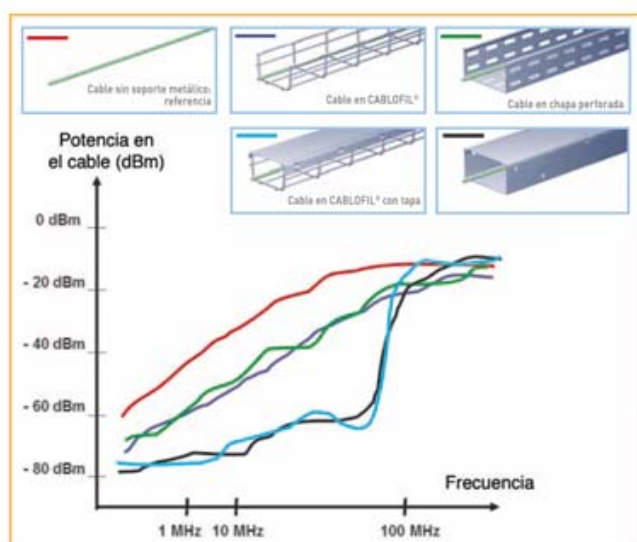 Cable sin soporte metálico:
referencia
Cable en CABLOFIL®
Cable en chapa perforada
Cable en CABLOFIL® con tapa
Potencia en
el cable (dBm)
0 dBm
- 20 dBm
- 40 dBm
- 60 dBm
- 80 dBm
Frecuencia
1 MHz
10 MHz
100 MHz